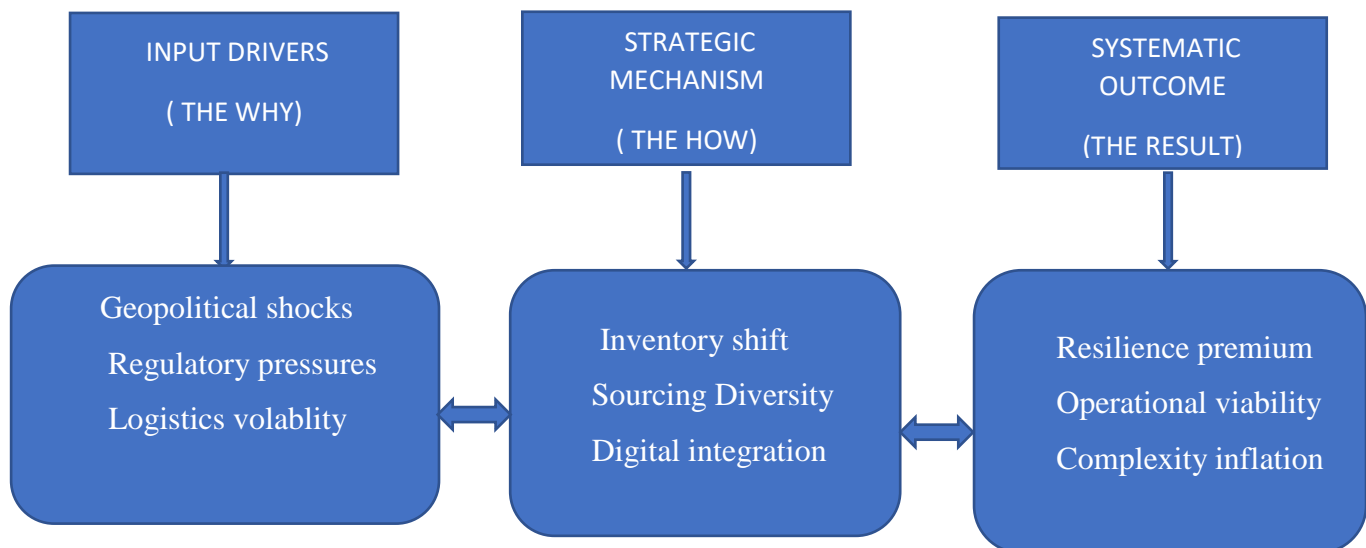 INPUT DRIVERS
( THE WHY)
STRATEGIC
MECHANISM
( THE HOW)
SYSTEMATIC
OUTCOME
(THE RESULT)
Geopolitical shocks
Regulatory pressures
Logistics volablity
Inventory shift
Sourcing Diversity
Digital integration
Resilience premium
Operational viability
Complexity inflation